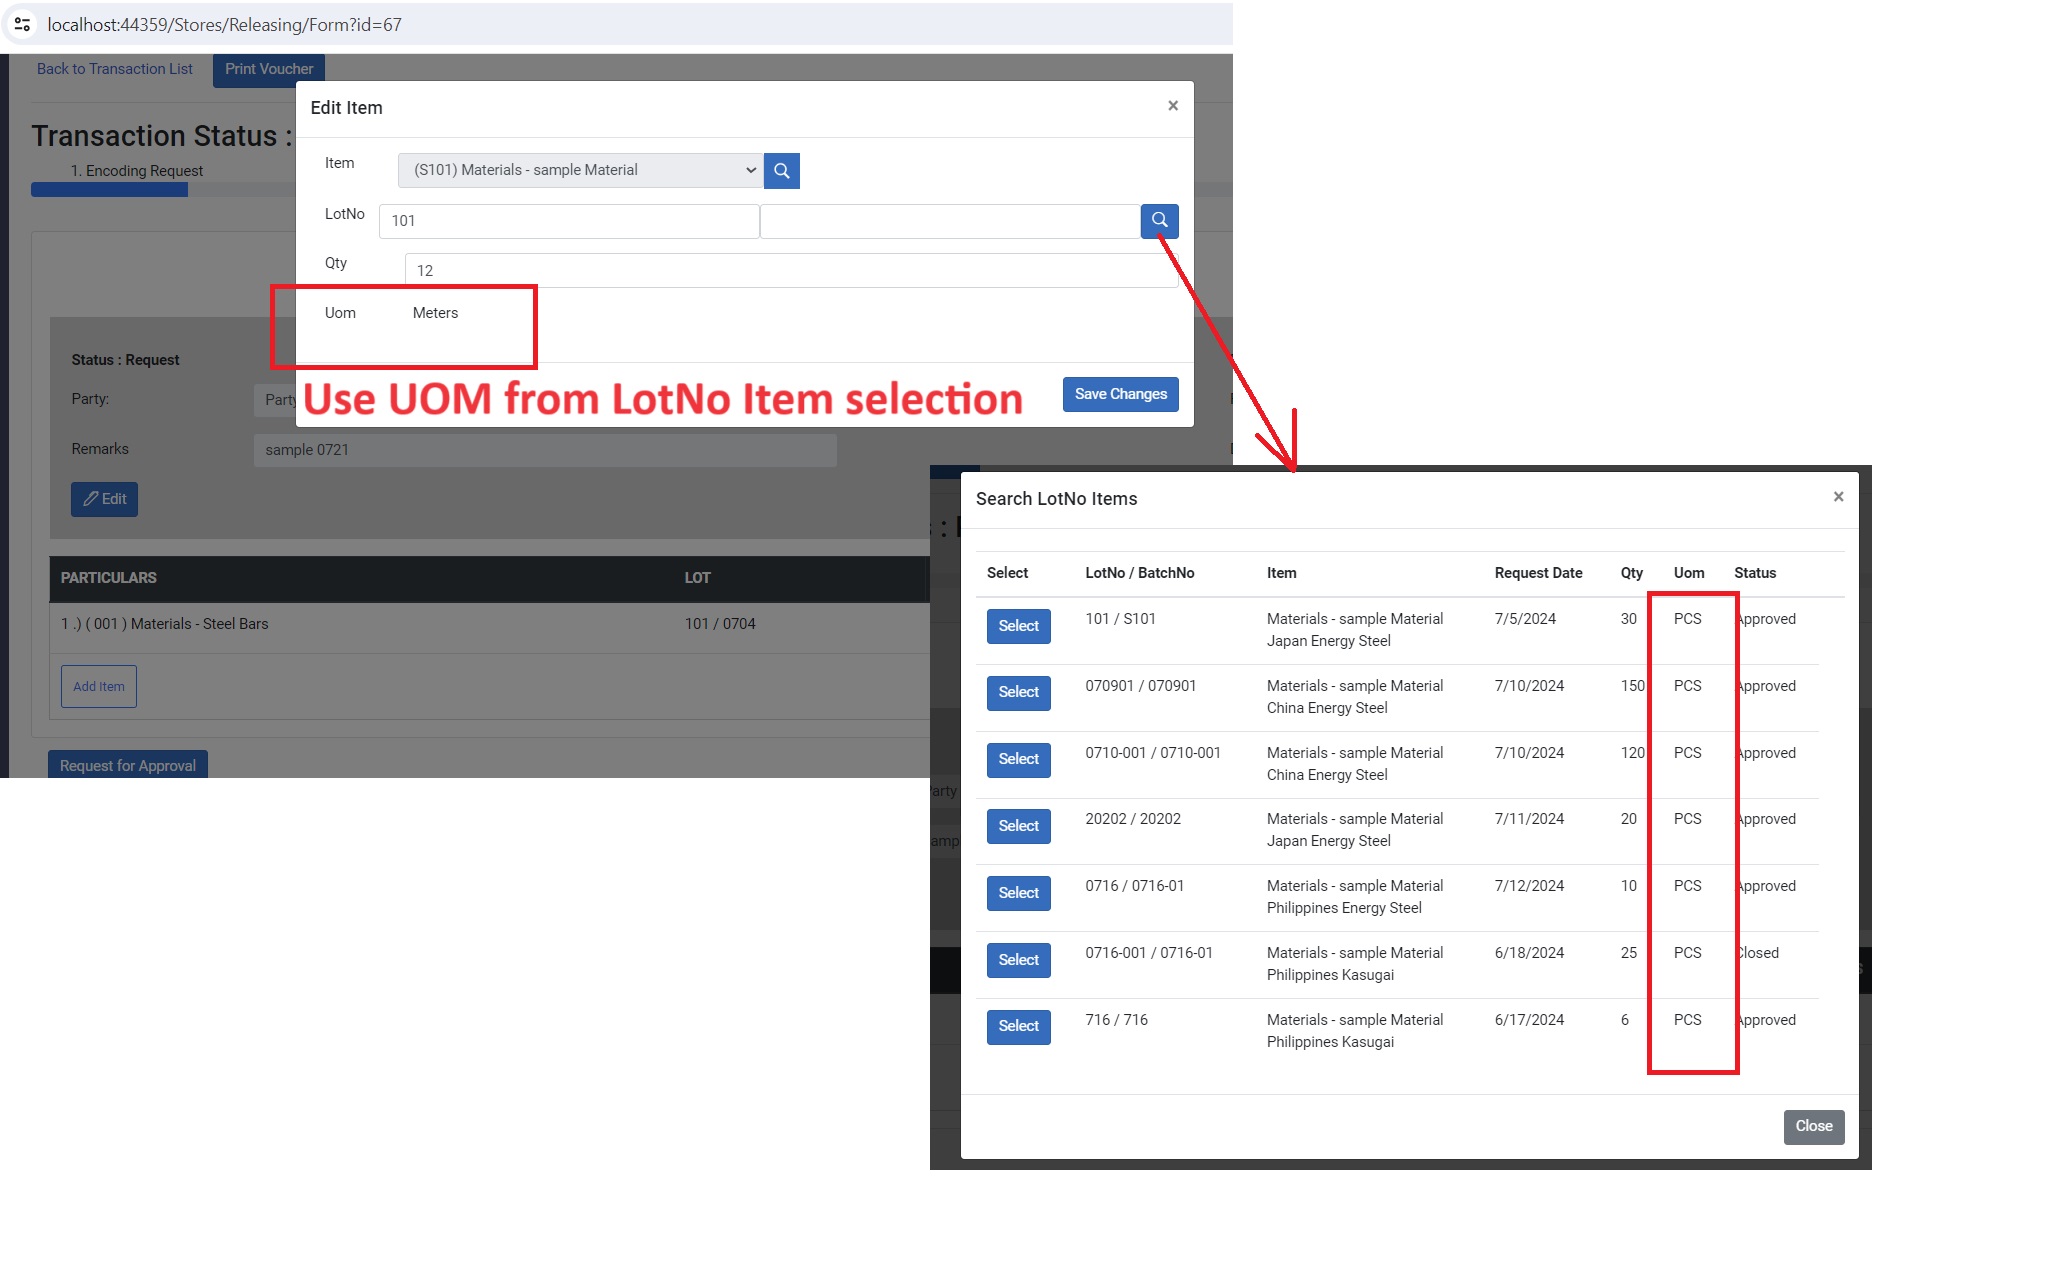 localhost:44359/Stores/Releasing/Form?id=67
Back to Transaction List
Print Voucher
Edit Item
×
Transaction Status :
1. Encoding Request
Item
(S101) Materials - sample Material
LotNo
101
Qty
12
Uom
Meters
Use UOM from LotNo Item selection
Save Changes
Status : Request
Party:
Party
Remarks
sample 0721
Edit
PARTICULARS LOT
1 .) ( 001 ) Materials - Steel Bars 101 / 0704
Add Item
Request for Approval
Search LotNo Items
×
Select LotNo / BatchNo Item Request Date Qty Uom Status
Select 101 / S101 Materials - sample Material 7/5/2024 30 PCS Approved
Japan Energy Steel
Select 070901 / 070901 Materials - sample Material 7/10/2024 150 PCS Approved
China Energy Steel
Select 0710-001 / 0710-001 Materials - sample Material 7/10/2024 120 PCS Approved
China Energy Steel
Select 20202 / 20202 Materials - sample Material 7/11/2024 20 PCS Approved
Japan Energy Steel
Select 0716 / 0716-01 Materials - sample Material 7/12/2024 10 PCS Approved
Philippines Energy Steel
Select 0716-001 / 0716-01 Materials - sample Material 6/18/2024 25 PCS Closed
Philippines Kasugai
Select 716 / 716 Materials - sample Material 6/17/2024 6 PCS Approved
Philippines Kasugai
Close